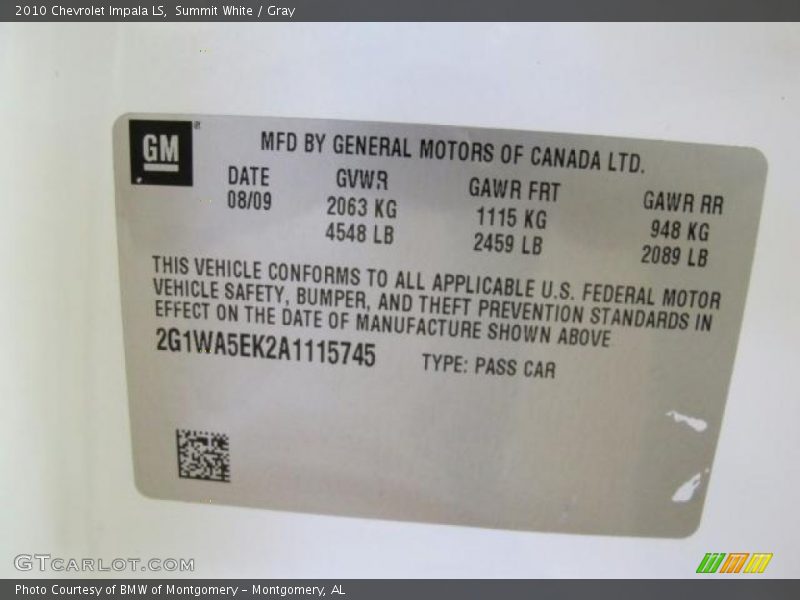 2010 Chevrolet Impala LS, Summit White / Gray
GM
MFD BY GENERAL MOTORS OF CANADA LTD.
DATE GVWR GAWR FRT GAWR RR
08/09 2063 KG 1115 KG 948 KG
4548 LB 2459 LB 2089 LB
THIS VEHICLE CONFORMS TO ALL APPLICABLE U.S. FEDERAL MOTOR
VEHICLE SAFETY, BUMPER, AND THEFT PREVENTION STANDARDS IN
EFFECT ON THE DATE OF MANUFACTURE SHOWN ABOVE
2G1WA5EK2A1115745 TYPE: PASS CAR
GTCARLOT.COM
Photo Courtesy of BMW of Montgomery – Montgomery, AL